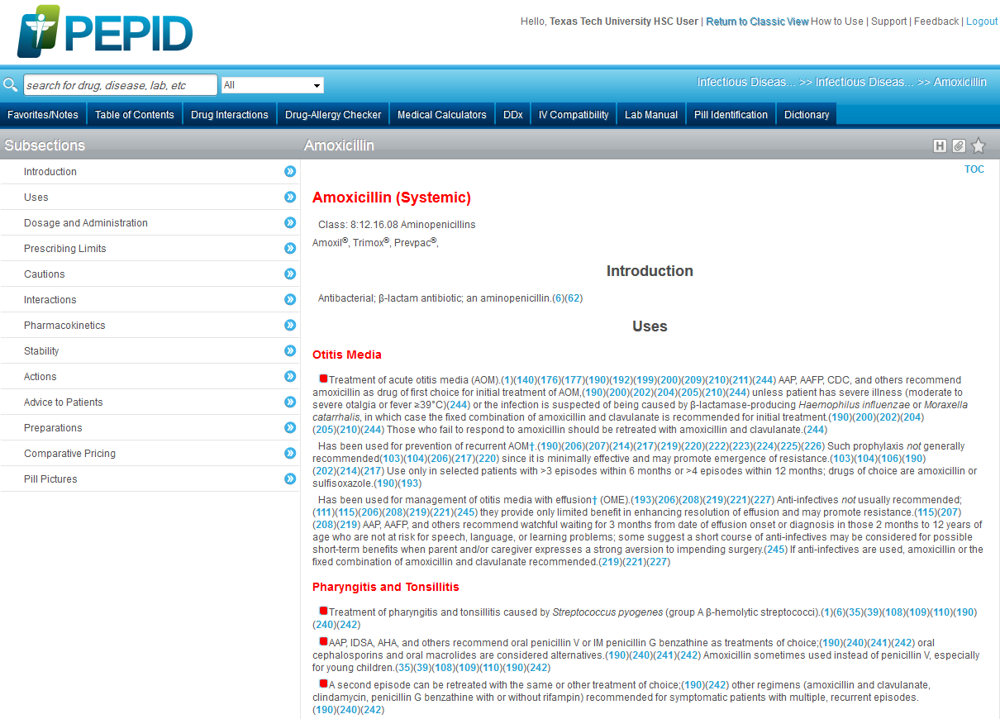 PEPID
Hello, Texas Tech University HSC User | Return to Classic View How to Use | Support | Feedback | Logout
search for drug, disease, lab, etc
All
Infectious Diseas... >> Infectious Diseas... >> Amoxicillin
Favorites/Notes
Table of Contents
Drug Interactions
Drug-Allergy Checker
Medical Calculators
DDx
IV Compatibility
Lab Manual
Pill Identification
Dictionary
Subsections
Amoxicillin
H
Introduction
Uses
Dosage and Administration
Prescribing Limits
Cautions
Interactions
Pharmacokinetics
Stability
Actions
Advice to Patients
Preparations
Comparative Pricing
Pill Pictures
TOC
Amoxicillin (Systemic)
Class: 8:12.16.08 Aminopenicillins
Amoxil®, Trimox®, Prevpac®,
Introduction
Antibacterial; β-lactam antibiotic; an aminopenicillin.(6)(62)
Uses
Otitis Media
Treatment of acute otitis media (AOM).(1)(140)(176)(177)(190)(192)(199)(200)(209)(210)(211)(244) AAP, AAFP, CDC, and others recommend
amoxicillin as drug of first choice for initial treatment of AOM,(190)(200)(202)(204)(205)(210)(244) unless patient has severe illness (moderate to
severe otalgia or fever ≥39°C)(244) or the infection is suspected of being caused by β-lactamase-producing Haemophilus influenzae or Moraxella
catarrhalis, in which case the fixed combination of amoxicillin and clavulanate is recommended for initial treatment.(190)(200)(202)(204)
(205)(210)(244) Those who fail to respond to amoxicillin should be retreated with amoxicillin and clavulanate.(244)
Has been used for prevention of recurrent AOM†.(190)(206)(207)(214)(217)(219)(220)(222)(223)(224)(225)(226) Such prophylaxis not generally
recommended(103)(104)(206)(217)(220) since it is minimally effective and may promote emergence of resistance.(103)(104)(106)(190)
(202)(214)(217) Use only in selected patients with >3 episodes within 6 months or >4 episodes within 12 months; drugs of choice are amoxicillin or
sulfisoxazole.(190)(193)
Has been used for management of otitis media with effusion† (OME).(193)(206)(208)(219)(221)(227) Anti-infectives not usually recommended;
(111)(115)(206)(208)(219)(221)(245) they provide only limited benefit in enhancing resolution of effusion and may promote resistance.(115)(207)
(208)(219) AAP, AAFP, and others recommend watchful waiting for 3 months from date of effusion onset or diagnosis in those 2 months to 12 years of
age who are not at risk for speech, language, or learning problems; some suggest a short course of anti-infectives may be considered for possible
short-term benefits when parent and/or caregiver expresses a strong aversion to impending surgery.(245) If anti-infectives are used, amoxicillin or the
fixed combination of amoxicillin and clavulanate recommended.(219)(221)(227)
Pharyngitis and Tonsillitis
Treatment of pharyngitis and tonsillitis caused by Streptococcus pyogenes (group A β-hemolytic streptococci).(1)(6)(35)(39)(108)(109)(110)(190)
(240)(242)
AAP, IDSA, AHA, and others recommend oral penicillin V or IM penicillin G benzathine as treatments of choice;(190)(240)(241)(242) oral
cephalosporins and oral macrolides are considered alternatives.(190)(240)(241)(242) Amoxicillin sometimes used instead of penicillin V, especially
for young children.(35)(39)(108)(109)(110)(190)(242)
A second episode can be retreated with the same or other treatment of choice;(190)(242) other regimens (amoxicillin and clavulanate,
clindamycin, penicillin G benzathine with or without rifampin) recommended for symptomatic patients with multiple, recurrent episodes.
(190)(240)(242)